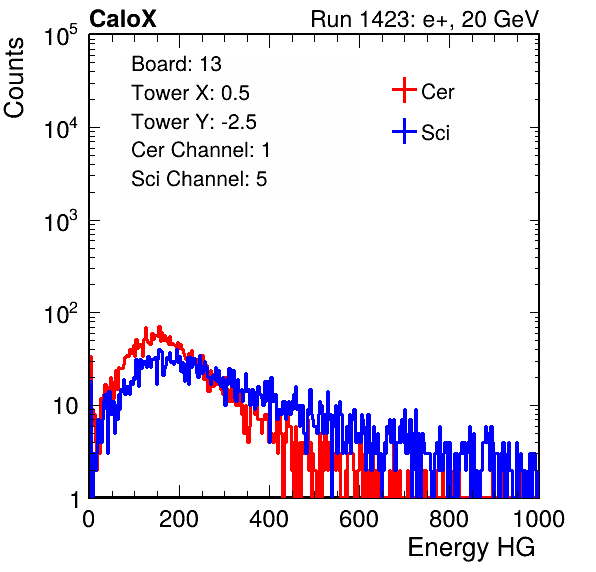 CaloX Run 1423: e+, 20 GeV
Counts
Board: 13
Tower X: 0.5
Tower Y: -2.5
Cer Channel: 1
Sci Channel: 5
Cer
Sci
10^5
10^4
10^3
10^2
10
1
0 200 400 600 800 1000
Energy HG